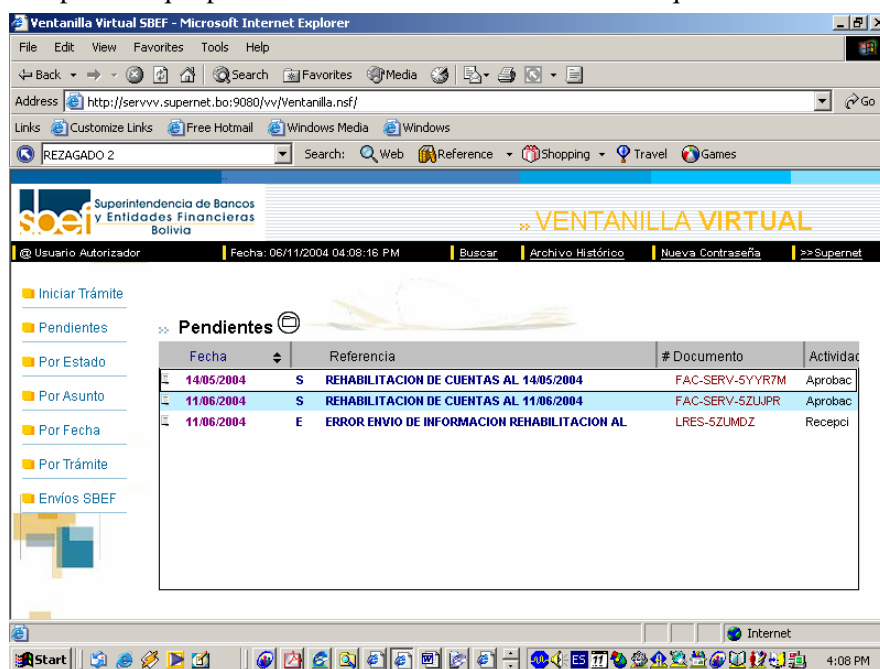 Ventanilla Virtual SBEF - Microsoft Internet Explorer
File Edit View Favorites Tools Help
Back Search Favorites Media
Address http://servvv.supernet.bo:9080/vv/Ventanilla.nsf/ Go
Links Customize Links Free Hotmail Windows Media Windows
REZAGADO 2 Search: Web Reference Shopping Travel Games
sbef Superintendencia de Bancos
y Entidades Financieras
Bolivia
VENTANILLA VIRTUAL
@ Usuario Autorizador Fecha: 06/11/2004 04:08:16 PM Buscar Archivo Histórico Nueva Contraseña >>Supernet
Iniciar Trámite
Pendientes
Por Estado
Por Asunto
Por Fecha
Por Trámite
Envíos SBEF
Pendientes
Fecha Referencia # Documento Actividad
14/05/2004 S REHABILITACION DE CUENTAS AL 14/05/2004 FAC-SERV-5YYR7M Aprobac
11/06/2004 S REHABILITACION DE CUENTAS AL 11/06/2004 FAC-SERV-5ZUJPR Aprobac
11/06/2004 E ERROR ENVIO DE INFORMACION REHABILITACION AL LRES-5ZUMDZ Recepci
Internet
Start ES 4:08 PM